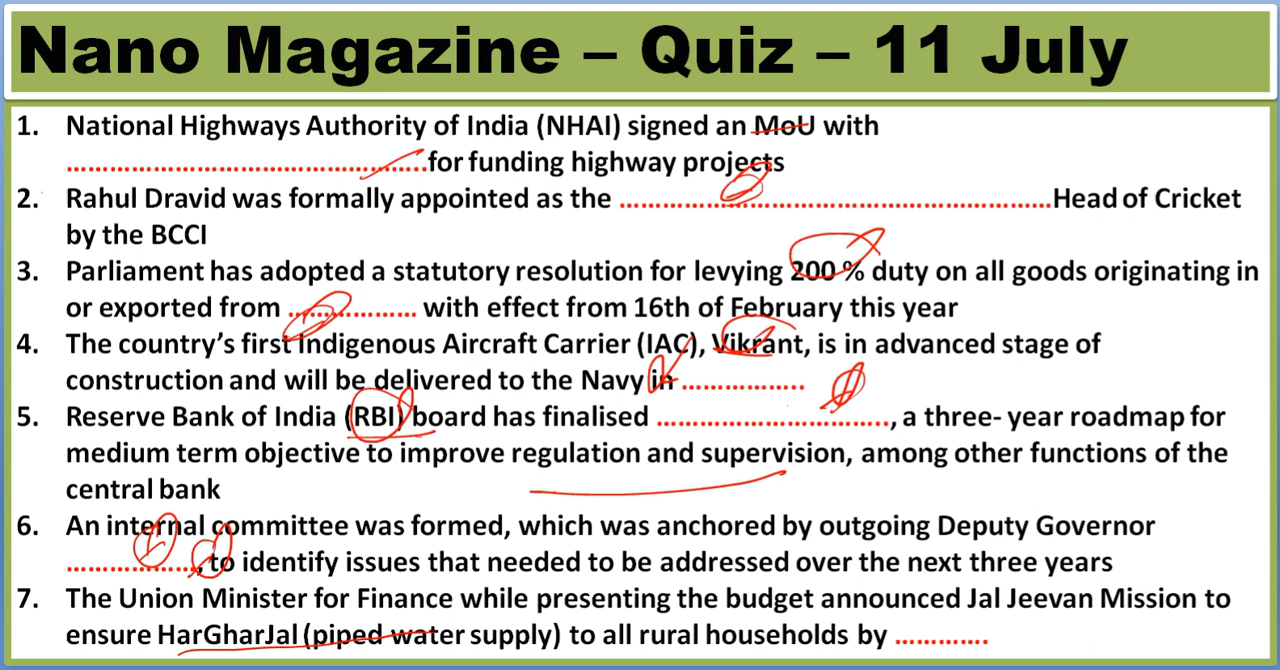 Nano Magazine – Quiz – 11 July
1. National Highways Authority of India (NHAI) signed an MoU with
........................................for funding highway projects
2. Rahul Dravid was formally appointed as the ................................................Head of Cricket
by the BCCI
3. Parliament has adopted a statutory resolution for levying 200 % duty on all goods originating in
or exported from .................. with effect from 16th of February this year
4. The country's first Indigenous Aircraft Carrier (IAC), Vikrant, is in advanced stage of
construction and will be delivered to the Navy in .................
5. Reserve Bank of India (RBI) board has finalised .........................., a three- year roadmap for
medium term objective to improve regulation and supervision, among other functions of the
central bank
6. An internal committee was formed, which was anchored by outgoing Deputy Governor
.................., to identify issues that needed to be addressed over the next three years
7. The Union Minister for Finance while presenting the budget announced Jal Jeevan Mission to
ensure HarGharJal (piped water supply) to all rural households by .............